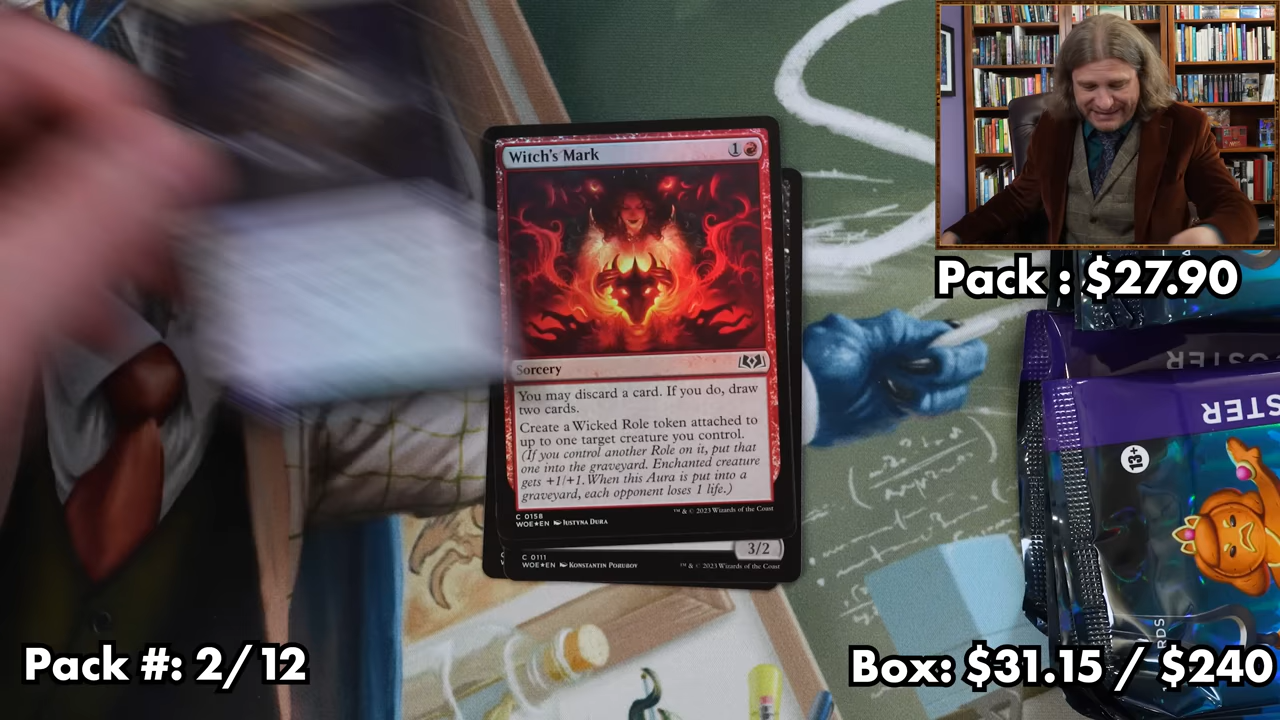 Witch's Mark 1
Sorcery
You may discard a card. If you do, draw
two cards.
Create a Wicked Role token attached to
up to one target creature you control.
(If you control another Role on it, put that
one into the graveyard. Enchanted creature
gets +1/+1. When this Aura is put into a
graveyard, each opponent loses 1 life.)
C 0158
WOE★EN JUSTYNA DURA
™ & © 2023 Wizards of the Coast
3/2
C 0111
WOE★EN KONSTANTIN PORUBOV
™ & © 2023 Wizards of the Coast
Pack : $27.90
OSTER
STER
13+
RDS
Pack #: 2/12
Box: $31.15 / $240